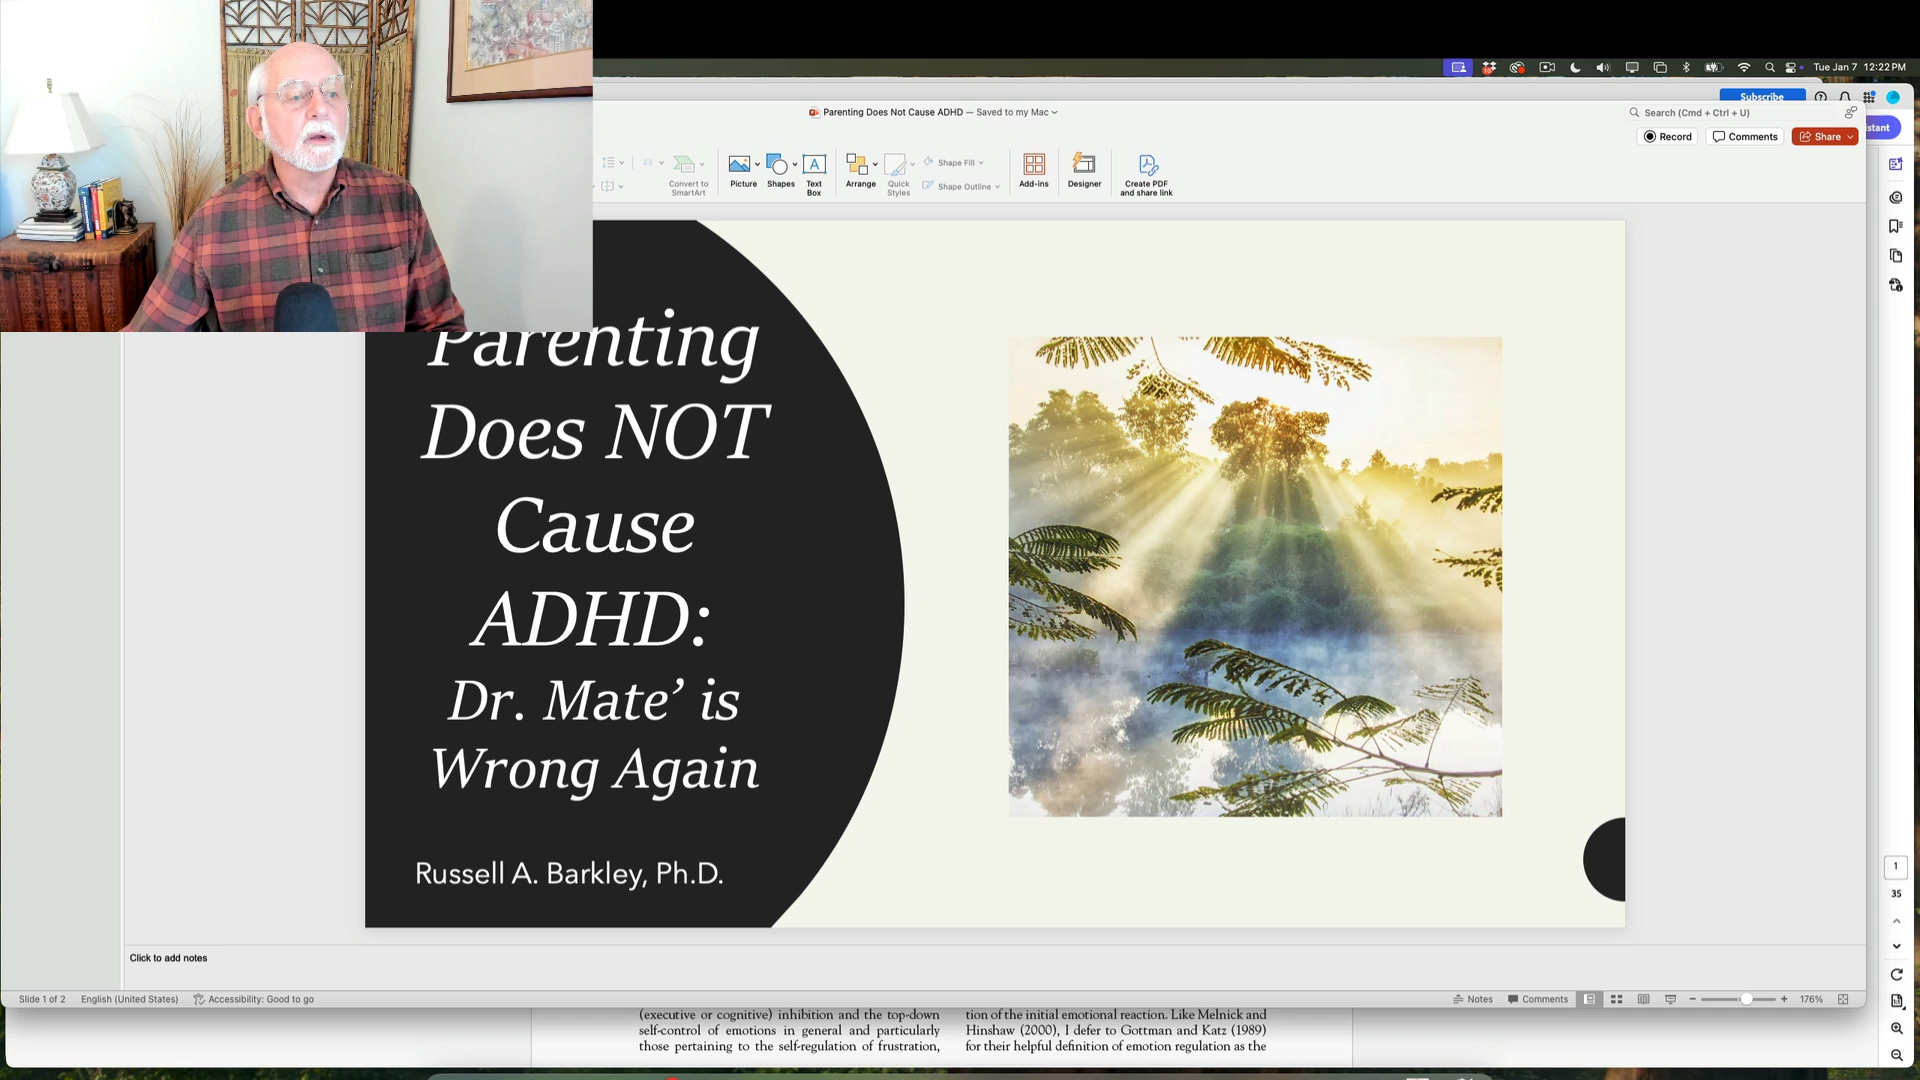 Tue Jan 7 12:22 PM
Subscribe
Parenting Does Not Cause ADHD — Saved to my Mac
Search (Cmd + Ctrl + U)
Record
Comments
Share
stant
Convert to
SmartArt
Picture
Shapes
Text
Box
Arrange
Quick
Styles
Shape Fill
Shape Outline
Add-ins
Designer
Create PDF
and share link
Parenting
Does NOT
Cause
ADHD:
Dr. Mate’ is
Wrong Again
Russell A. Barkley, Ph.D.
1
35
Click to add notes
Slide 1 of 2
English (United States)
Accessibility: Good to go
Notes
Comments
176%
(executive or cognitive) inhibition and the top-down
self-control of emotions in general and particularly
those pertaining to the self-regulation of frustration,
tion of the initial emotional reaction. Like Melnick and
Hinshaw (2000), I defer to Gottman and Katz (1989)
for their helpful definition of emotion regulation as the